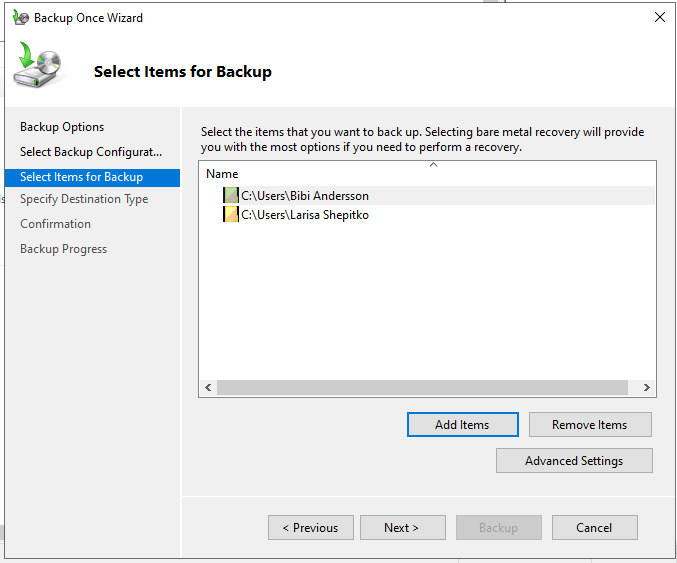 Backup Once Wizard
Select Items for Backup
Backup Options
Select Backup Configurat...
Select Items for Backup
Specify Destination Type
Confirmation
Backup Progress
Select the items that you want to back up. Selecting bare metal recovery will provide
you with the most options if you need to perform a recovery.
Name
C:\Users\Bibi Andersson
C:\Users\Larisa Shepitko
Add Items
Remove Items
Advanced Settings
< Previous
Next >
Backup
Cancel